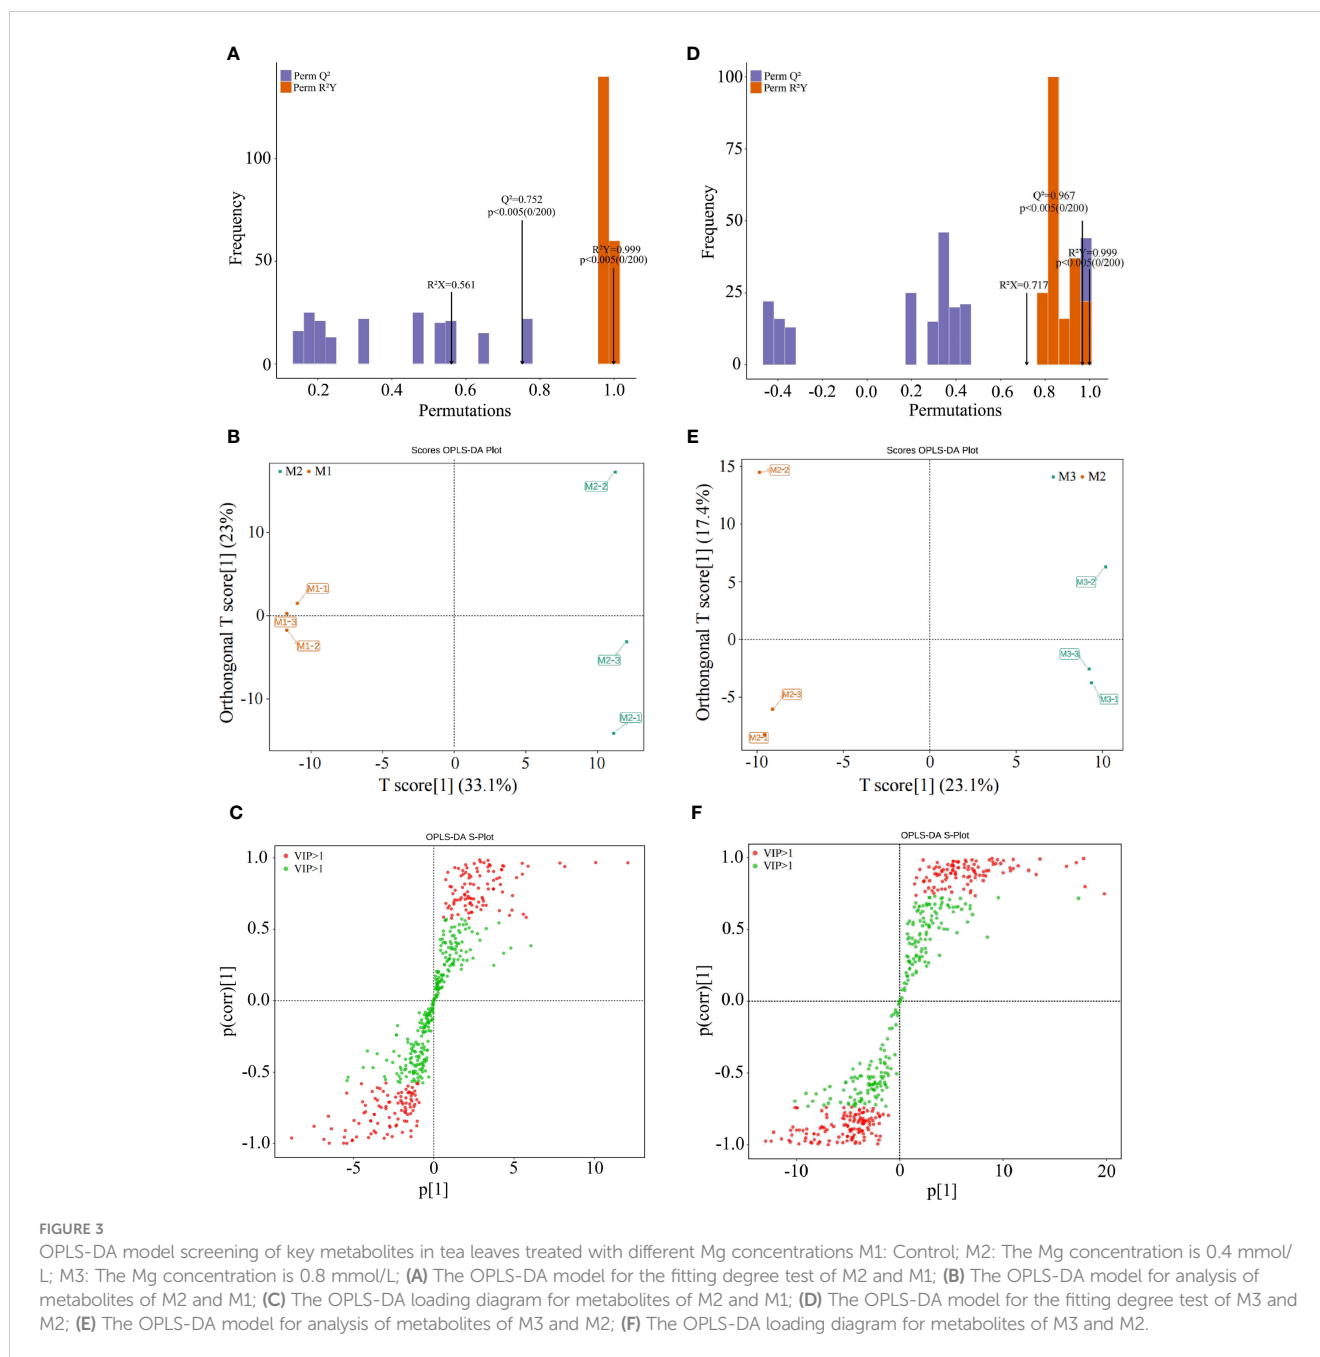 A
Perm Q²
Perm R²Y
Frequency
100
50
0
Q²=0.752
p<0.005(0/200)
R²Y=0.999
p<0.005(0/200)
R²X=0.561
0.2
0.4
0.6
0.8
1.0
Permutations
D
Perm Q²
Perm R²Y
Frequency
100
75
50
25
0
Q²=0.967
p<0.005(0/200)
R²Y=0.999
p<0.005(0/200)
R²X=0.717
-0.4
-0.2
0.0
0.2
0.4
0.6
0.8
1.0
Permutations
B
Scores OPLS-DA Plot
M2 M1
Orthongonal T score[1] (23%)
10
0
-10
M2-2
M1-1
M1-3
M1-2
M2-3
M2-1
-10
-5
0
5
10
T score[1] (33.1%)
E
Scores OPLS-DA Plot
M3 M2
Orthongonal T score[1] (17.4%)
15
10
5
0
-5
M2-2
M3-2
M3-3
M3-1
M2-3
M2-1
-10
-5
0
5
10
T score[1] (23.1%)
C
OPLS-DA S-Plot
VIP>1
VIP>1
p(corr)[1]
1.0
0.5
0.0
-0.5
-1.0
-5
0
5
10
p[1]
F
OPLS-DA S-Plot
VIP>1
VIP>1
p(corr)[1]
1.0
0.5
0.0
-0.5
-1.0
-10
0
10
20
p[1]
FIGURE 3
OPLS-DA model screening of key metabolites in tea leaves treated with different Mg concentrations M1: Control; M2: The Mg concentration is 0.4 mmol/
L; M3: The Mg concentration is 0.8 mmol/L; (A) The OPLS-DA model for the fitting degree test of M2 and M1; (B) The OPLS-DA model for analysis of
metabolites of M2 and M1; (C) The OPLS-DA loading diagram for metabolites of M2 and M1; (D) The OPLS-DA model for the fitting degree test of M3 and
M2; (E) The OPLS-DA model for analysis of metabolites of M3 and M2; (F) The OPLS-DA loading diagram for metabolites of M3 and M2.